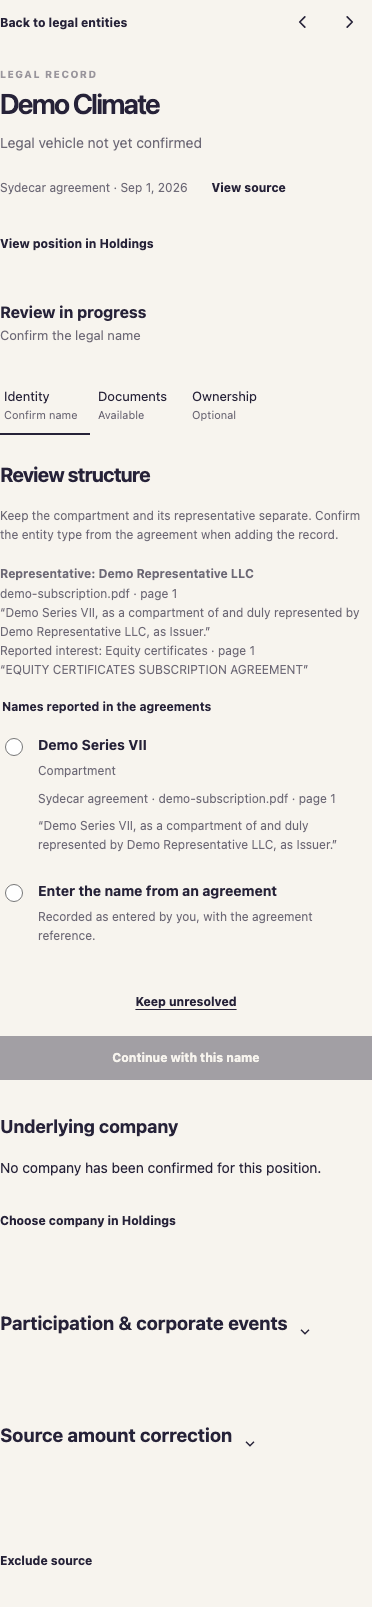 Back to legal entities
LEGAL RECORD
Demo Climate
Legal vehicle not yet confirmed
Sydecar agreement · Sep 1, 2026 View source
View position in Holdings
Review in progress
Confirm the legal name
Identity Documents Ownership
Confirm name Available Optional
Review structure
Keep the compartment and its representative separate. Confirm
the entity type from the agreement when adding the record.
Representative: Demo Representative LLC
demo-subscription.pdf · page 1
“Demo Series VII, as a compartment of and duly represented by
Demo Representative LLC, as Issuer.”
Reported interest: Equity certificates · page 1
“EQUITY CERTIFICATES SUBSCRIPTION AGREEMENT”
Names reported in the agreements
Demo Series VII
Compartment
Sydecar agreement · demo-subscription.pdf · page 1
“Demo Series VII, as a compartment of and duly
represented by Demo Representative LLC, as Issuer.”
Enter the name from an agreement
Recorded as entered by you, with the agreement
reference.
Keep unresolved
Continue with this name
Underlying company
No company has been confirmed for this position.
Choose company in Holdings
Participation & corporate events
Source amount correction
Exclude source